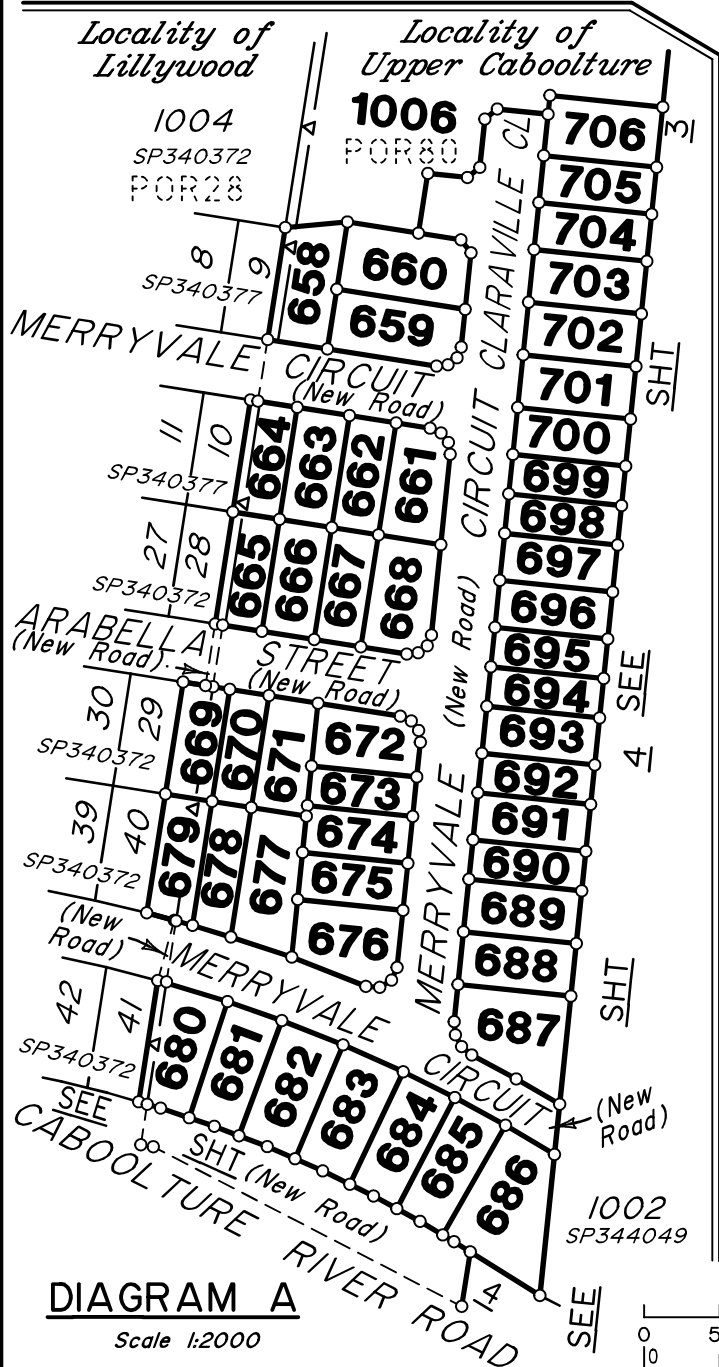 Locality of
Lillywood
Locality of
Upper Caboolture
1004
SP340372
POR28
1006
POR80
CL
CLARAVILLE
706
3
705
704
703
702
701
700
699
698
697
696
695
694
693
692
691
690
689
688
687
SHT
SEE
4
SHT
8
9
SP340377
658
660
659
MERRYVALE CIRCUIT
(New Road)
11
10
SP340377
664
663
662
661
27
28
SP340372
665
666
667
668
CIRCUIT
(New Road)
MERRYVALE
ARABELLA STREET
(New Road)
(New Road)
30
29
SP340372
669
670
671
672
673
674
675
676
39
40
SP340372
679
678
677
(New
Road)
MERRYVALE CIRCUIT
(New
Road)
42
41
SP340372
680
681
682
683
684
685
686
1002
SP344049
SEE
SHT
(New Road)
4
CABOOLTURE RIVER ROAD
SEE
DIAGRAM A
Scale 1:2000
0
5
0